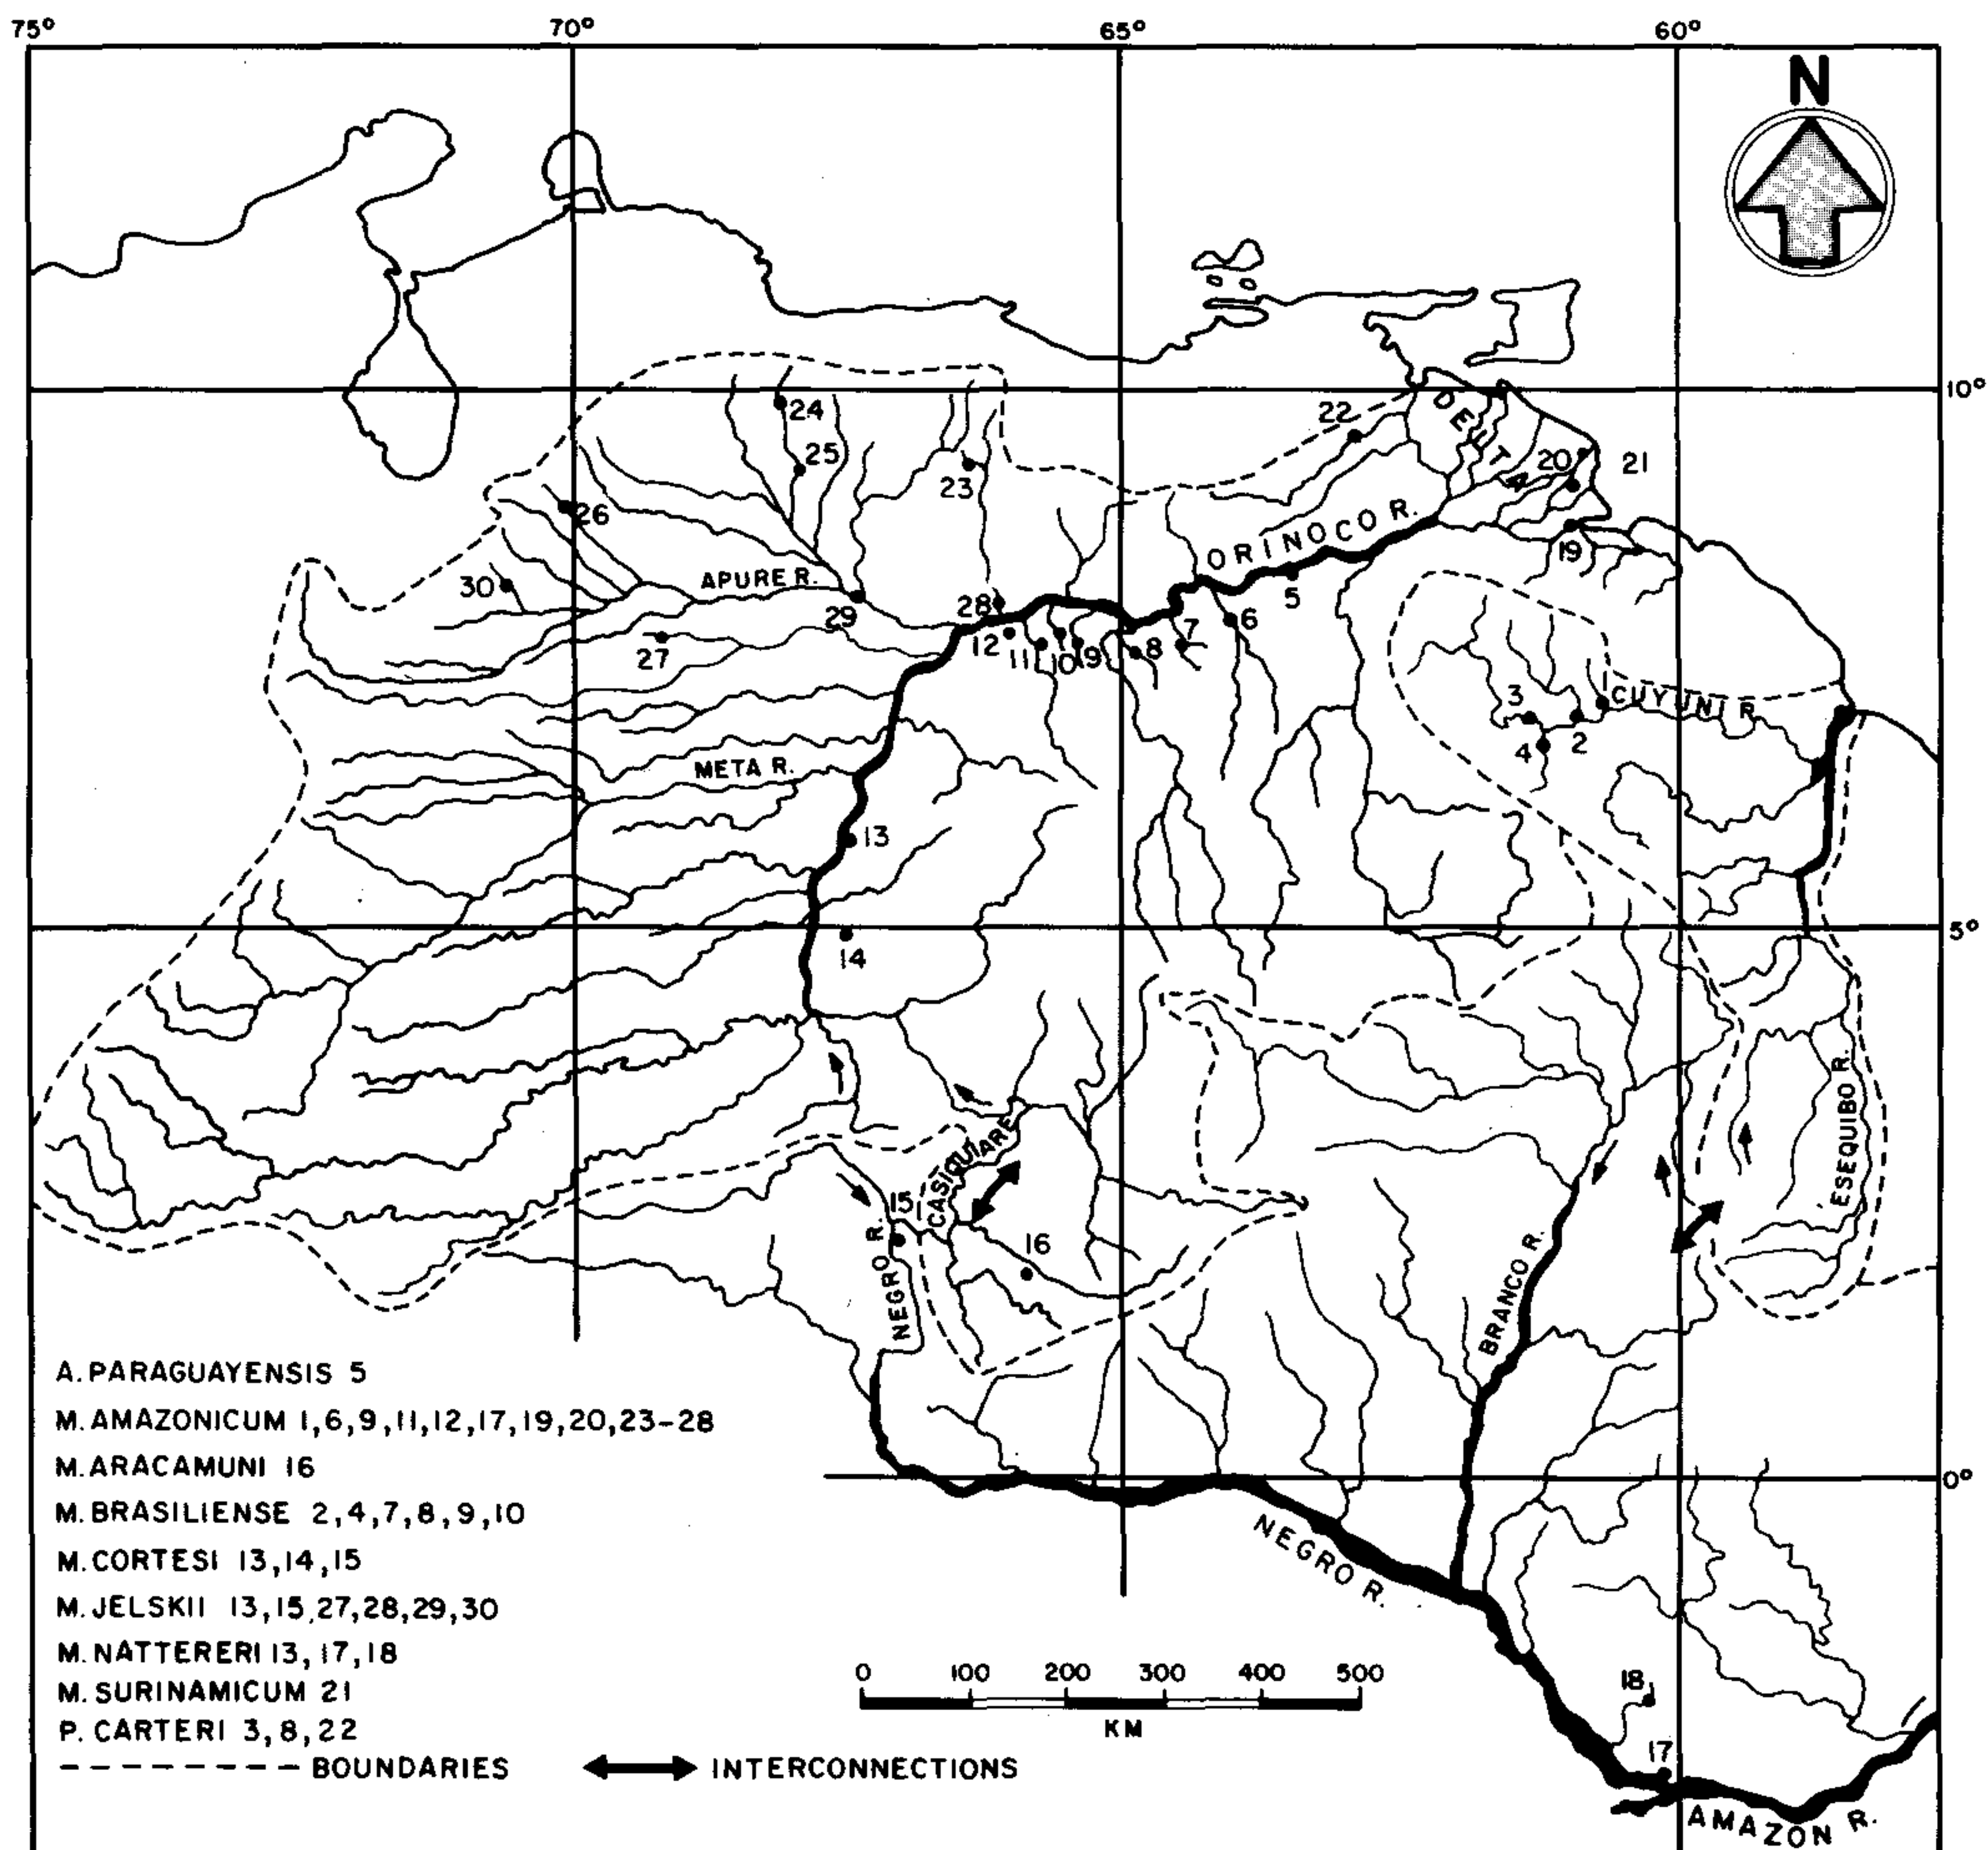 75° 70° 65° 60°
N
10°
24
22
DELTA
25
20 21
23
26
ORINOCO R.
19
APURE R.
30
28
29
5
6
12
7
27
11 10 9 8
3 1 CUYUNI R.
2
4
META R.
13
5°
14
ESEQUIBO R.
CASIQUIARE
15
NEGRO R.
16
BRANCO R.
A. PARAGUAYENSIS 5
M. AMAZONICUM 1,6,9,11,12,17,19,20,23-28
M. ARACAMUNI 16
0°
M. BRASILIENSE 2,4,7,8,9,10
NEGRO R.
M. CORTESI 13,14,15
M. JELSKII 13,15,27,28,29,30
M. NATTERERI 13,17,18
0 100 200 300 400 500
18
M. SURINAMICUM 21
P. CARTERI 3,8,22
KM
17
BOUNDARIES
INTERCONNECTIONS
AMAZON R.